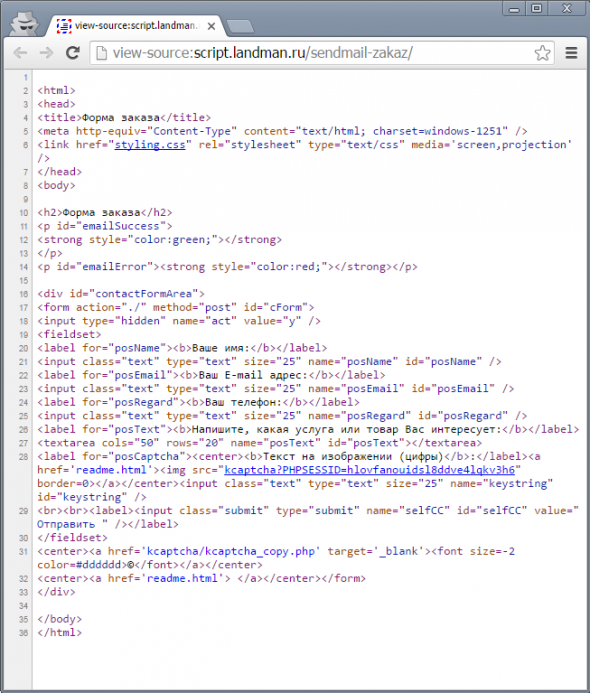 view-source:script.landman.ru
view-source:script.landman.ru/sendmail-zakaz/
1
2 <html>
3 <head>
4 <title>Форма заказа</title>
5 <meta http-equiv="Content-Type" content="text/html; charset=windows-1251" />
6 <link href="styling.css" rel="stylesheet" type="text/css" media='screen,projection'
/>
7 </head>
8 <body>
9
10 <h2>Форма заказа</h2>
11 <p id="emailSuccess">
12 <strong style="color:green;"></strong>
13 </p>
14 <p id="emailError"><strong style="color:red;"></strong></p>
15
16 <div id="contactFormArea">
17 <form action="./" method="post" id="cForm">
18 <input type="hidden" name="act" value="y" />
19 <fieldset>
20 <label for="posName"><b>Ваше имя:</b></label>
21 <input class="text" type="text" size="25" name="posName" id="posName" />
22 <label for="posEmail"><b>Ваш E-mail адрес:</b></label>
23 <input class="text" type="text" size="25" name="posEmail" id="posEmail" />
24 <label for="posRegard"><b>Ваш телефон:</b></label>
25 <input class="text" type="text" size="25" name="posRegard" id="posRegard" />
26 <label for="posText"><b>Напишите, какая услуга или товар Вас интересует:</b></label>
27 <textarea cols="50" rows="20" name="posText" id="posText"></textarea>
28 <label for="posCaptcha"><center><b>Текст на изображении (цифры)</b>:</label><a
href='readme.html'><img src="kcaptcha?PHPSESSID=hlovfanouidsl8ddve4lqkv3h6"
border=0></a></center><input class="text" type="text" size="25" name="keystring"
id="keystring" />
29 <br><br><label><input class="submit" type="submit" name="selfCC" id="selfCC" value="
Отправить " /></label>
30 </fieldset>
31 <center><a href='kcaptcha/kcaptcha_copy.php' target='_blank'><font size=-2
color=#dddddd>©</font></a></center>
32 <center><a href='readme.html'> </a></center></form>
33 </div>
34
35 </body>
36 </html>